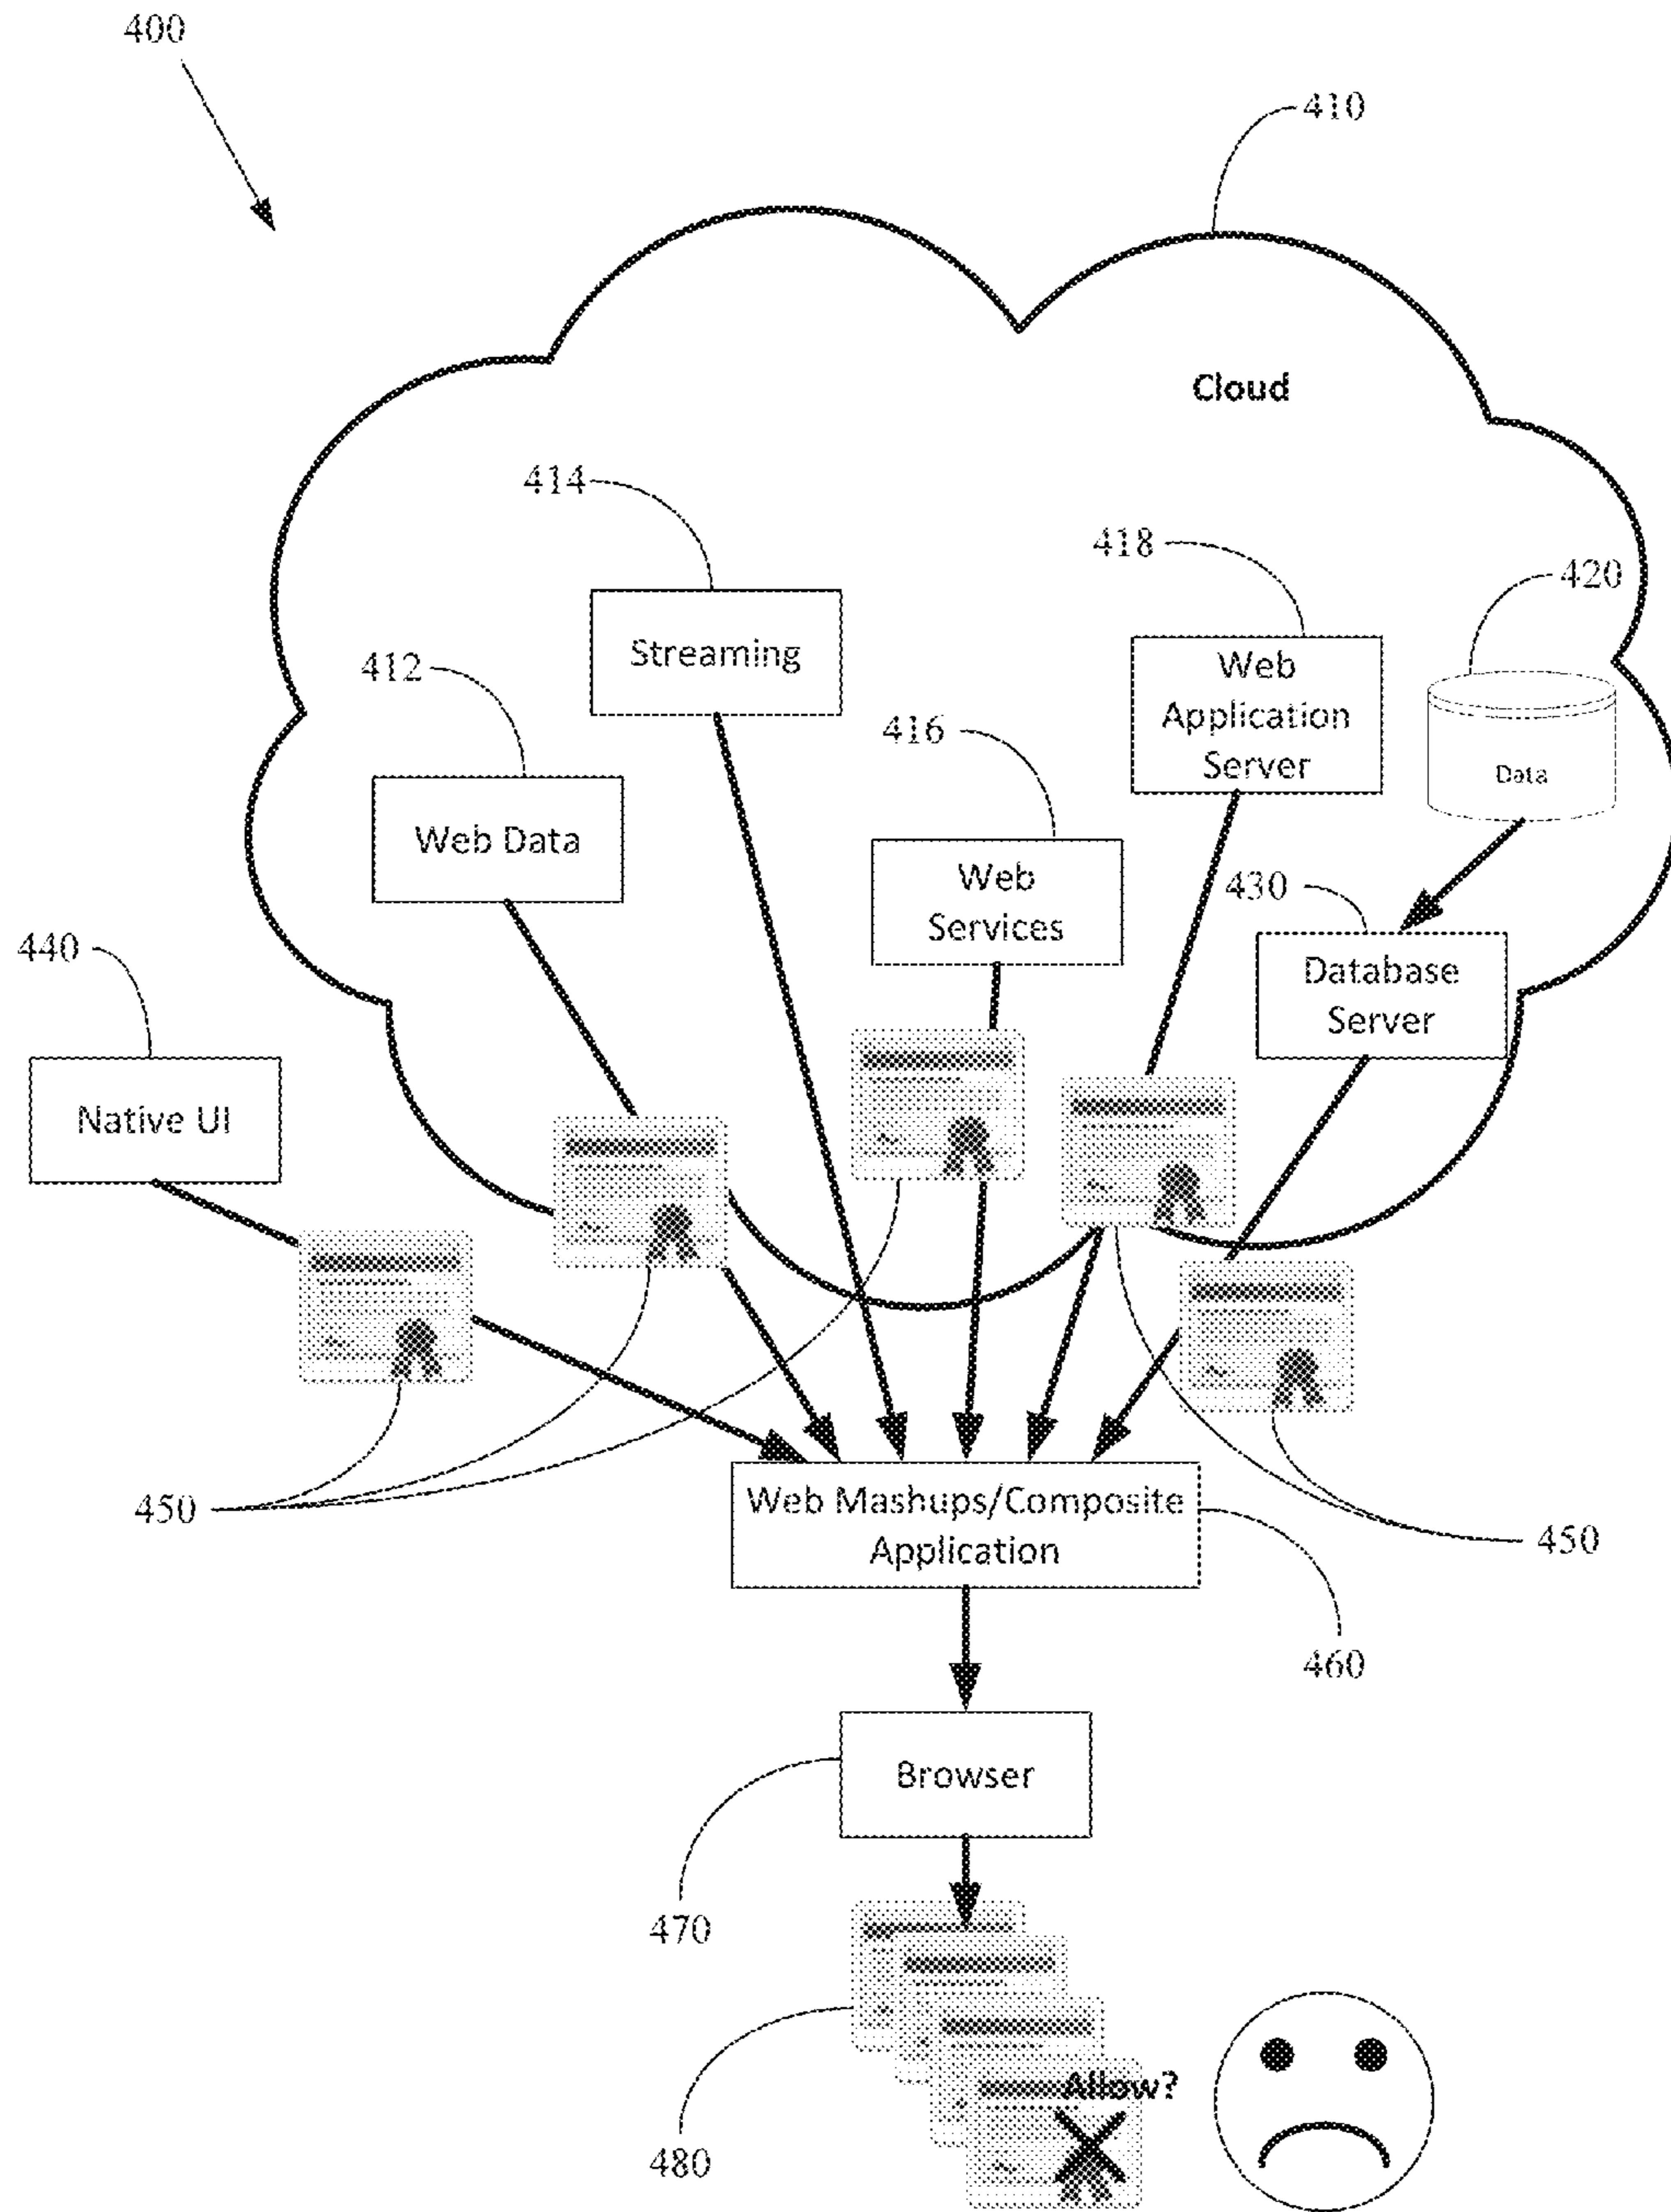 400
410
Cloud
414
418
420
Streaming
412
Web
Application
Server
416
Data
Web Data
430
Web
Services
440
Database
Server
Native UI
450
Web Mashups/Composite
Application
450
460
Browser
470
Allow?
480